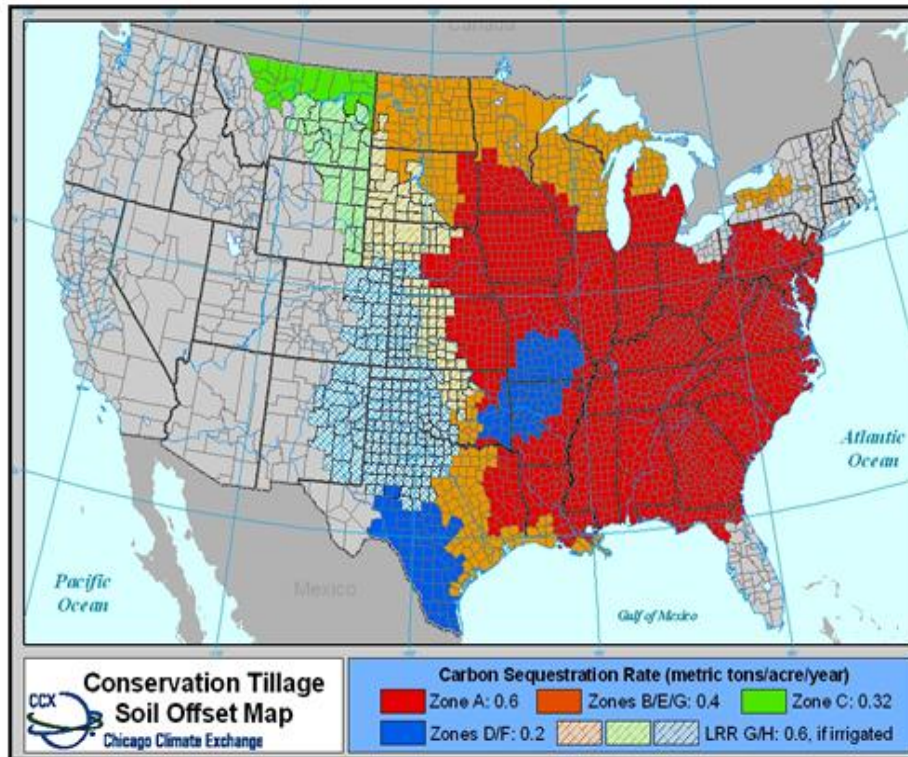 Canada
Pacific
Ocean
Mexico
Atlantic
Ocean
Gulf of Mexico
CCX
Conservation Tillage
Soil Offset Map
Chicago Climate Exchange
Carbon Sequestration Rate (metric tons/acre/year)
Zone A: 0.6 Zones B/E/G: 0.4 Zone C: 0.32
Zones D/F: 0.2 LRR G/H: 0.6, if irrigated